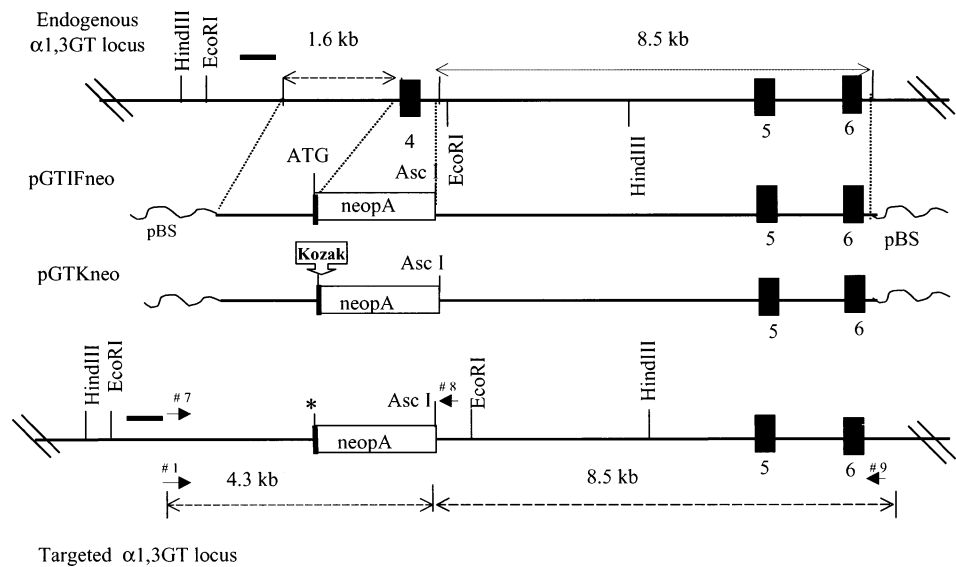 Endogenous
α1,3GT locus
HindIII
EcoRI
1.6 kb
8.5 kb
4
EcoRI
HindIII
5
6
pGTIFneo
ATG
Asc I
neopA
pBS
5
6
pBS
pGTKneo
Kozak
Asc I
neopA
5
6
HindIII
EcoRI
# 7
*
Asc I
# 8
EcoRI
HindIII
neopA
5
6
# 1
4.3 kb
8.5 kb
# 9
Targeted α1,3GT locus